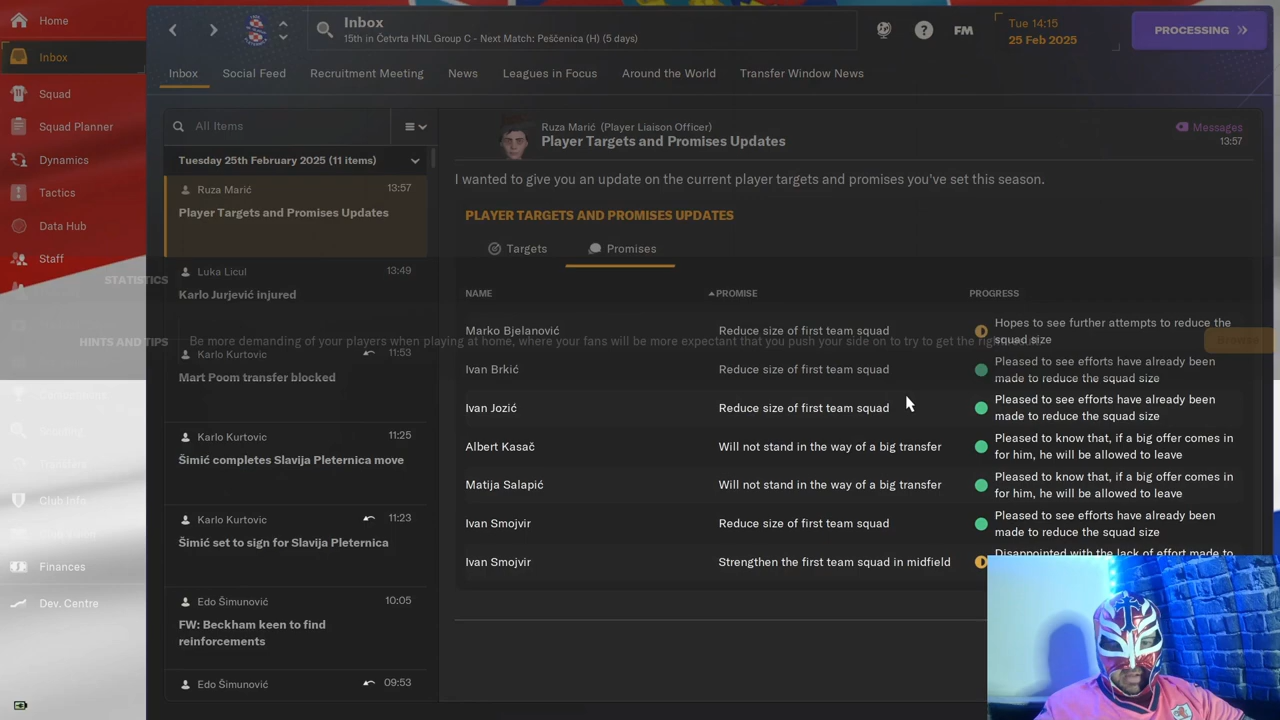 Home
Inbox
Squad
Squad Planner
Dynamics
Tactics
Data Hub
Staff
Transfers
Club Info
Finances
Dev. Centre
Inbox
15th in Četvrta HNL Group C - Next Match: Peščenica (H) (5 days)
FM
Tue 14:15
25 Feb 2025
PROCESSING
Inbox
Social Feed
Recruitment Meeting
News
Leagues in Focus
Around the World
Transfer Window News
All Items
Tuesday 25th February 2025 (11 items)
Ruza Marić
13:57
Player Targets and Promises Updates
Luka Licul
13:49
Karlo Jurjević injured
Karlo Kurtovic
11:53
Mart Poom transfer blocked
Karlo Kurtovic
11:25
Šimić completes Slavija Pleternica move
Karlo Kurtovic
11:23
Šimić set to sign for Slavija Pleternica
Edo Šimunović
10:05
FW: Beckham keen to find
reinforcements
Edo Šimunović
09:53
Ruza Marić (Player Liaison Officer)
Player Targets and Promises Updates
Messages
13:57
I wanted to give you an update on the current player targets and promises you've set this season.
PLAYER TARGETS AND PROMISES UPDATES
Targets
Promises
NAME
PROMISE
PROGRESS
Marko Bjelanović
Reduce size of first team squad
Hopes to see further attempts to reduce the
squad size
Ivan Brkić
Reduce size of first team squad
Pleased to see efforts have already been
made to reduce the squad size
Ivan Jozić
Reduce size of first team squad
Pleased to see efforts have already been
made to reduce the squad size
Albert Kasač
Will not stand in the way of a big transfer
Pleased to know that, if a big offer comes in
for him, he will be allowed to leave
Matija Salapić
Will not stand in the way of a big transfer
Pleased to know that, if a big offer comes in
for him, he will be allowed to leave
Ivan Smojvir
Reduce size of first team squad
Pleased to see efforts have already been
made to reduce the squad size
Ivan Smojvir
Strengthen the first team squad in midfield
Disappointed with the lack of effort made to
STATISTICS
HINTS AND TIPS
Be more demanding of your players when playing at home, where your fans will be more expectant that you push your side on to try to get the